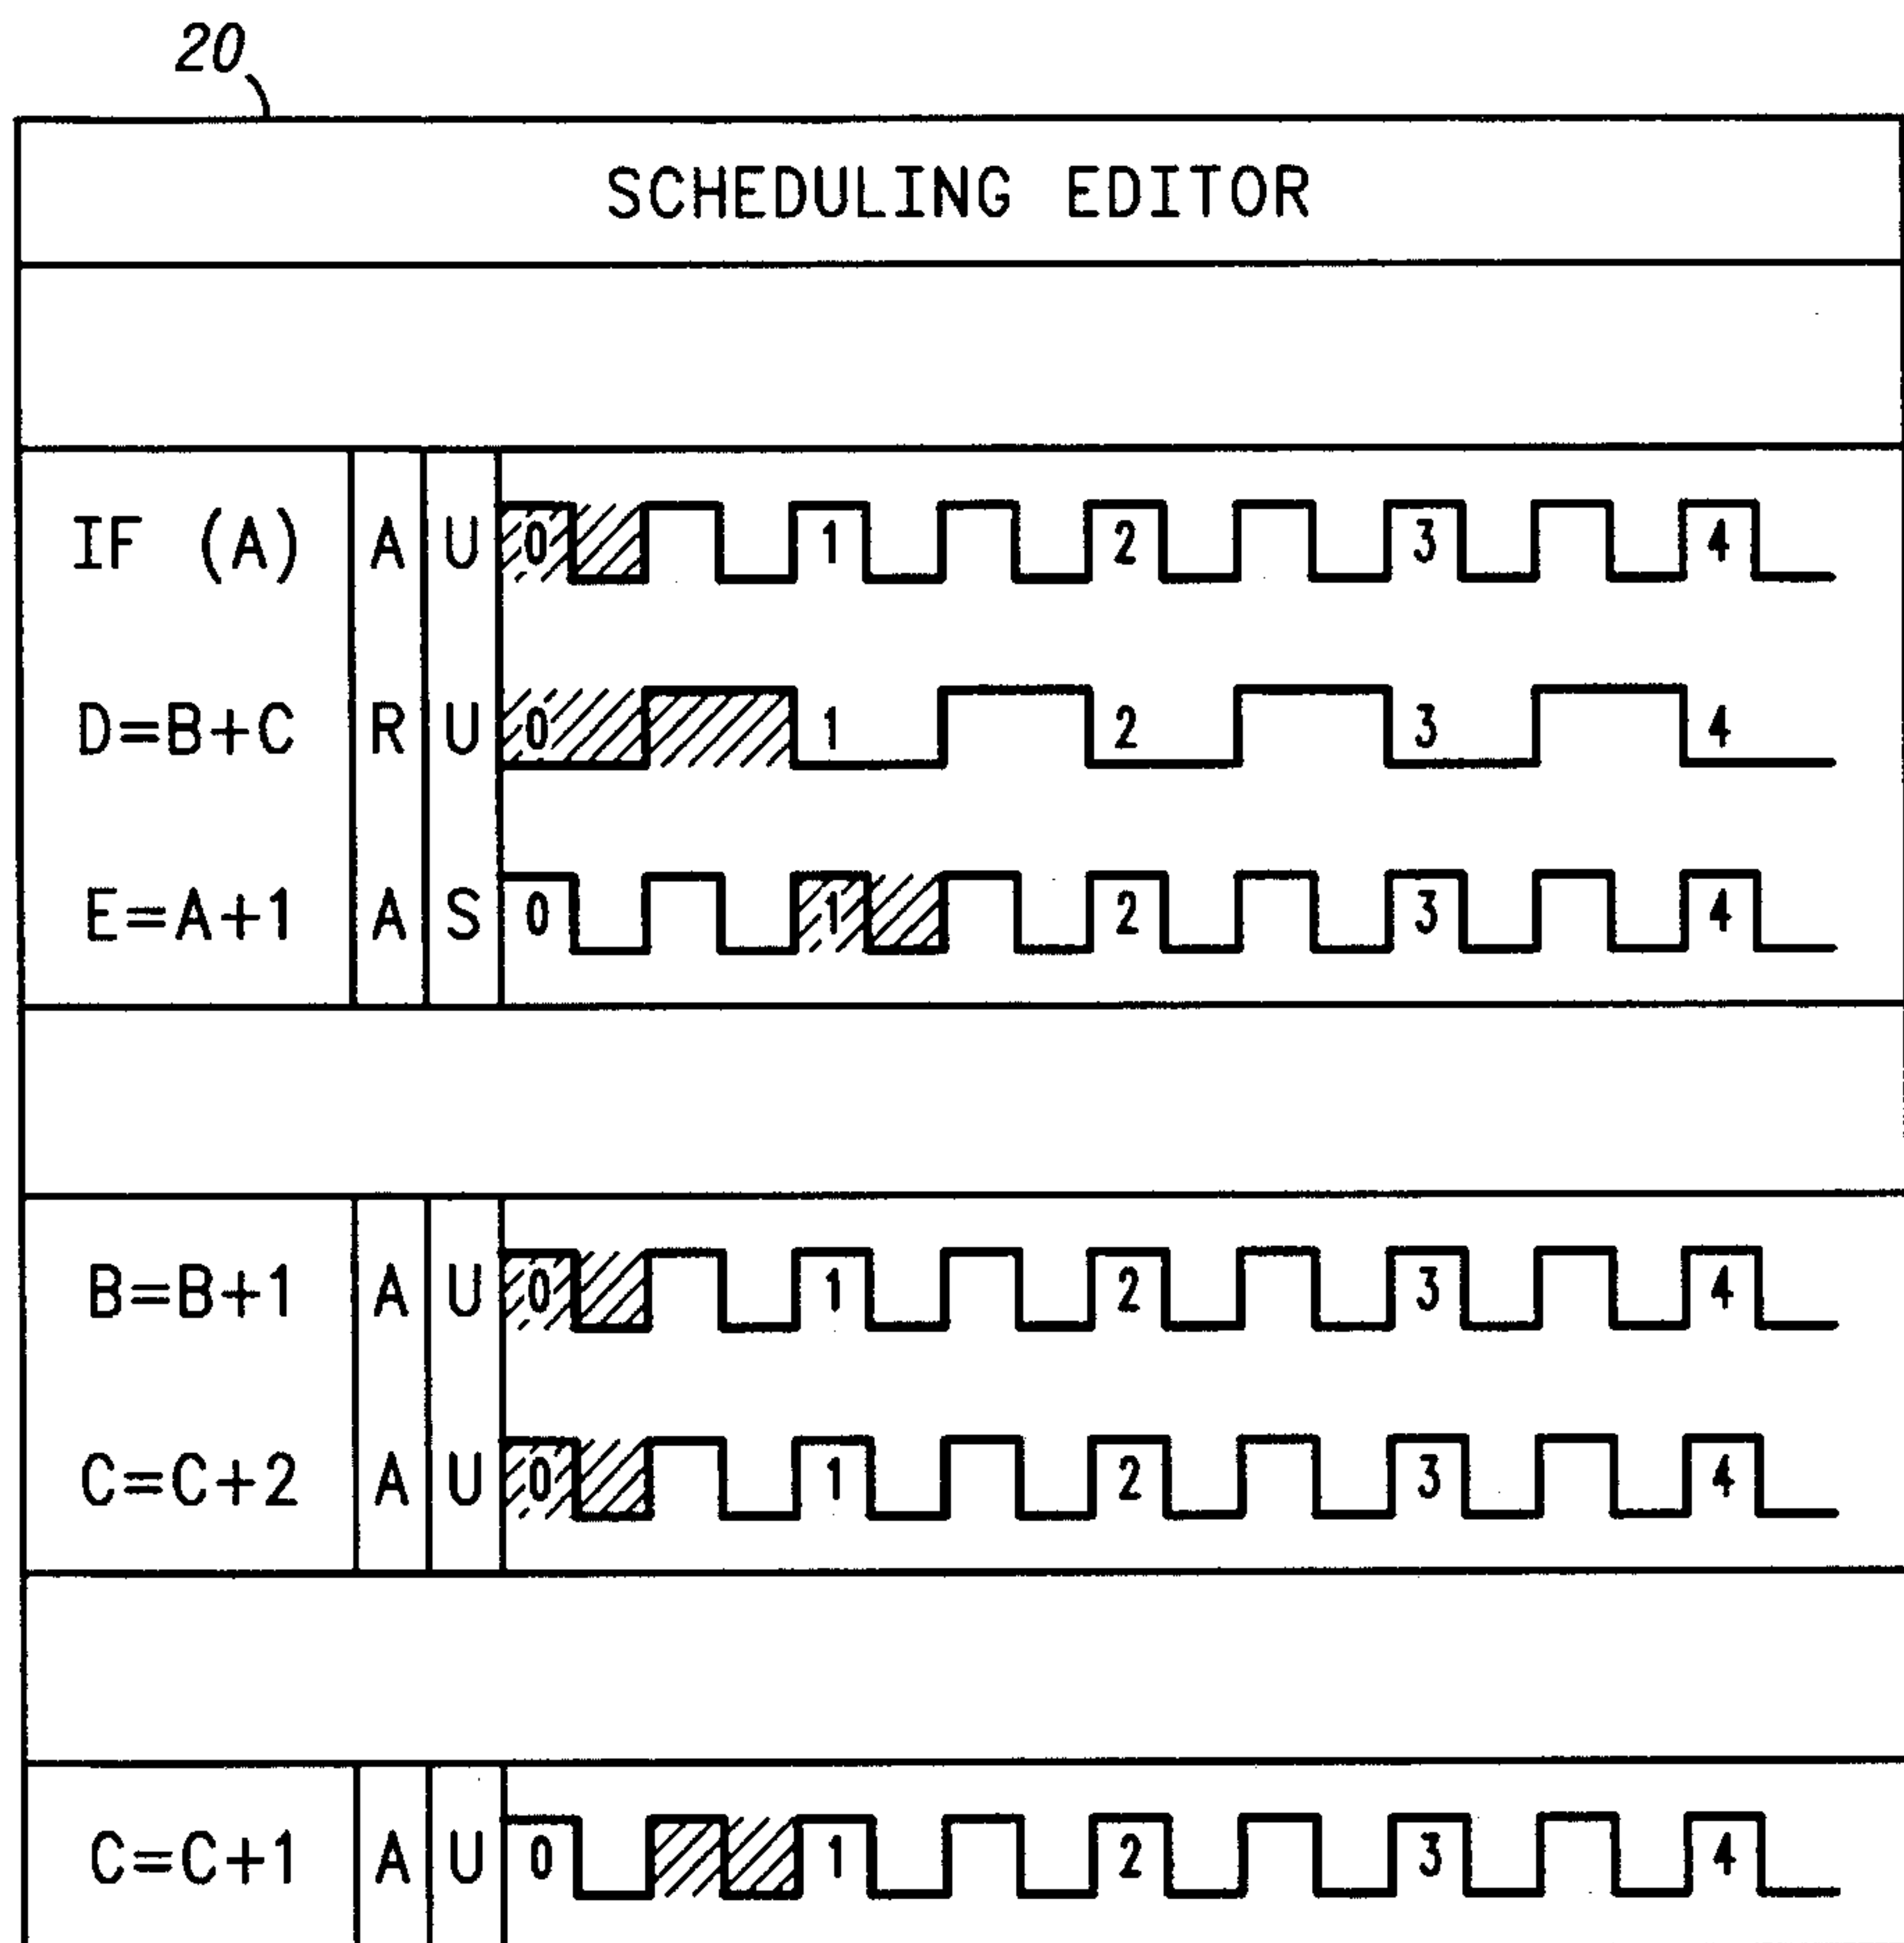 20
SCHEDULING EDITOR
IF (A) A U 0 1 2 3 4
D=B+C R U 0 1 2 3 4
E=A+1 A S 0 1 2 3 4
B=B+1 A U 0 1 2 3 4
C=C+2 A U 0 1 2 3 4
C=C+1 A U 0 1 2 3 4